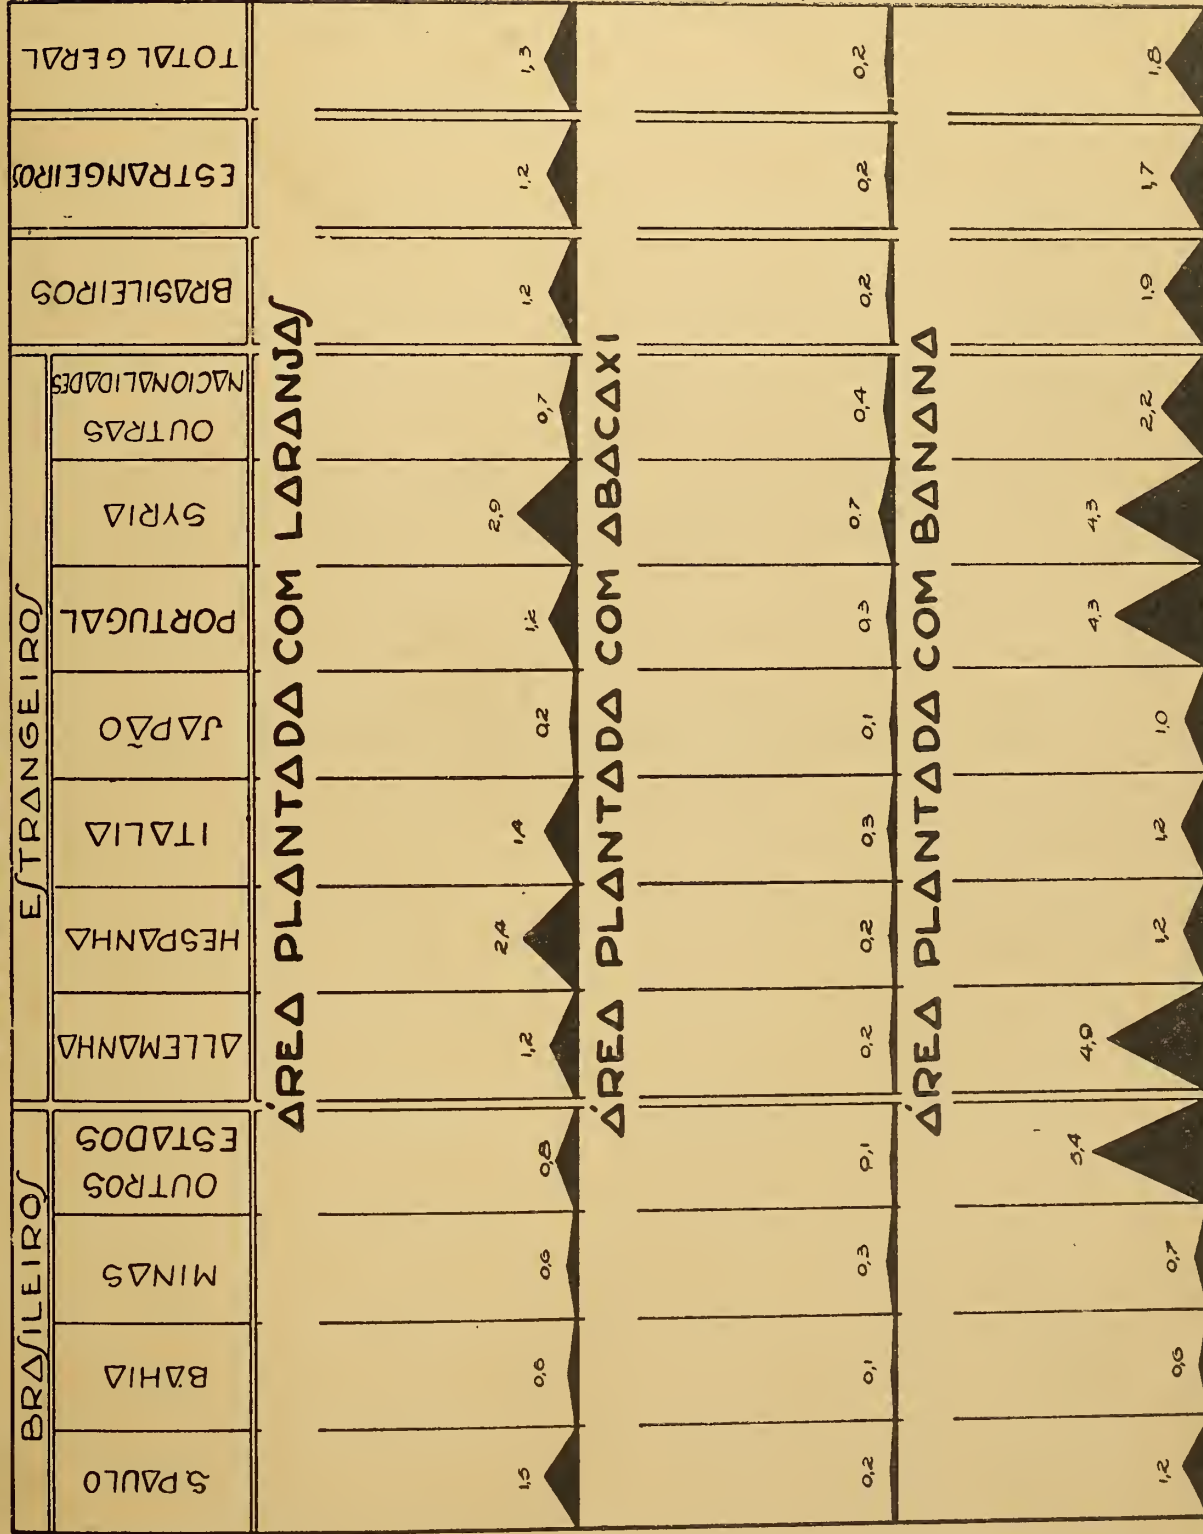 BRASILEIROS
ESTRANGEIROS
S. PAULO
BAHIA
MINAS
OUTROS
ESTADOS
ALLEMANHA
HESPANHA
ITALIA
JAPÃO
PORTUGAL
SYRIA
OUTRAS
NACIONALIDADES
BRASILEIROS
ESTRANGEIROS
TOTAL GERAL
ÁREA PLANTADA COM LARANJAS
1,5 0,6 0,6 0,8 1,2 2,4 1,4 0,2 1,2 2,9 0,7 1,2 1,2 1,3
ÁREA PLANTADA COM ABACAXI
0,2 0,1 0,3 0,1 0,2 0,2 0,3 0,1 0,3 0,7 0,4 0,2 0,2 0,2
ÁREA PLANTADA COM BANANA
1,2 0,6 0,7 5,4 4,9 1,2 1,2 1,0 4,3 4,3 2,2 1,9 1,7 1,8